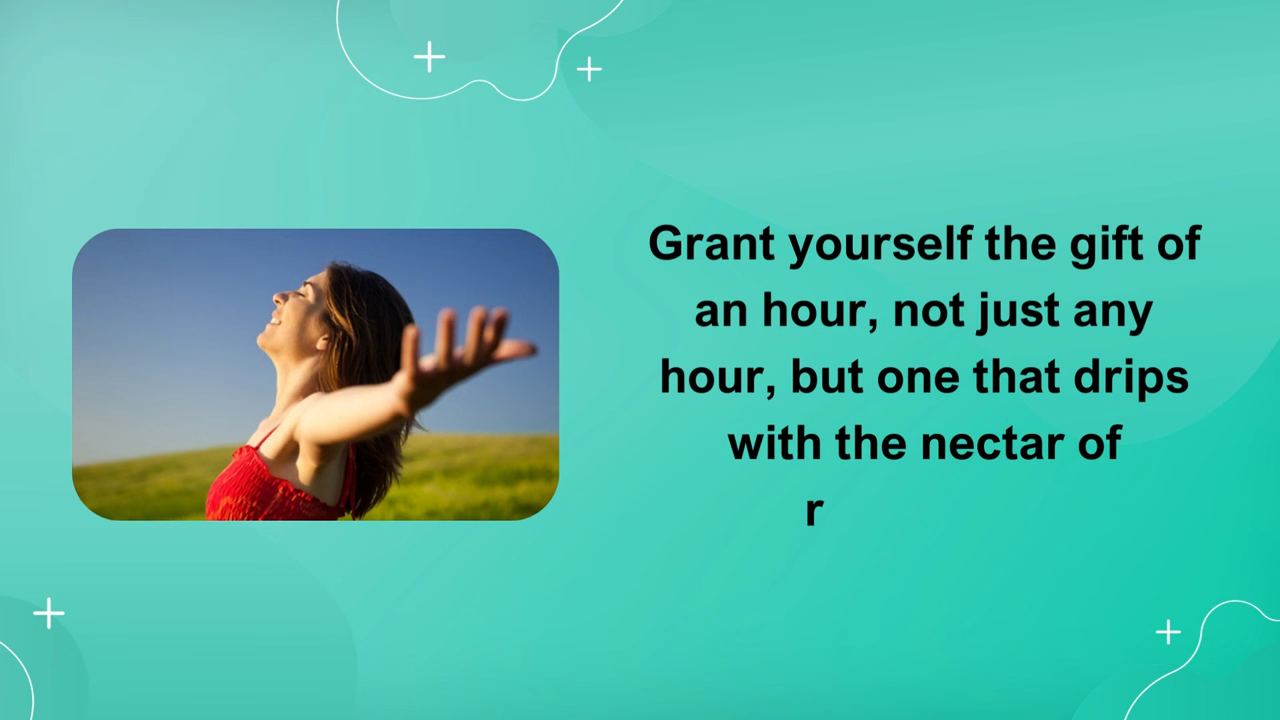 Grant yourself the gift of
an hour, not just any
hour, but one that drips
with the nectar of
r